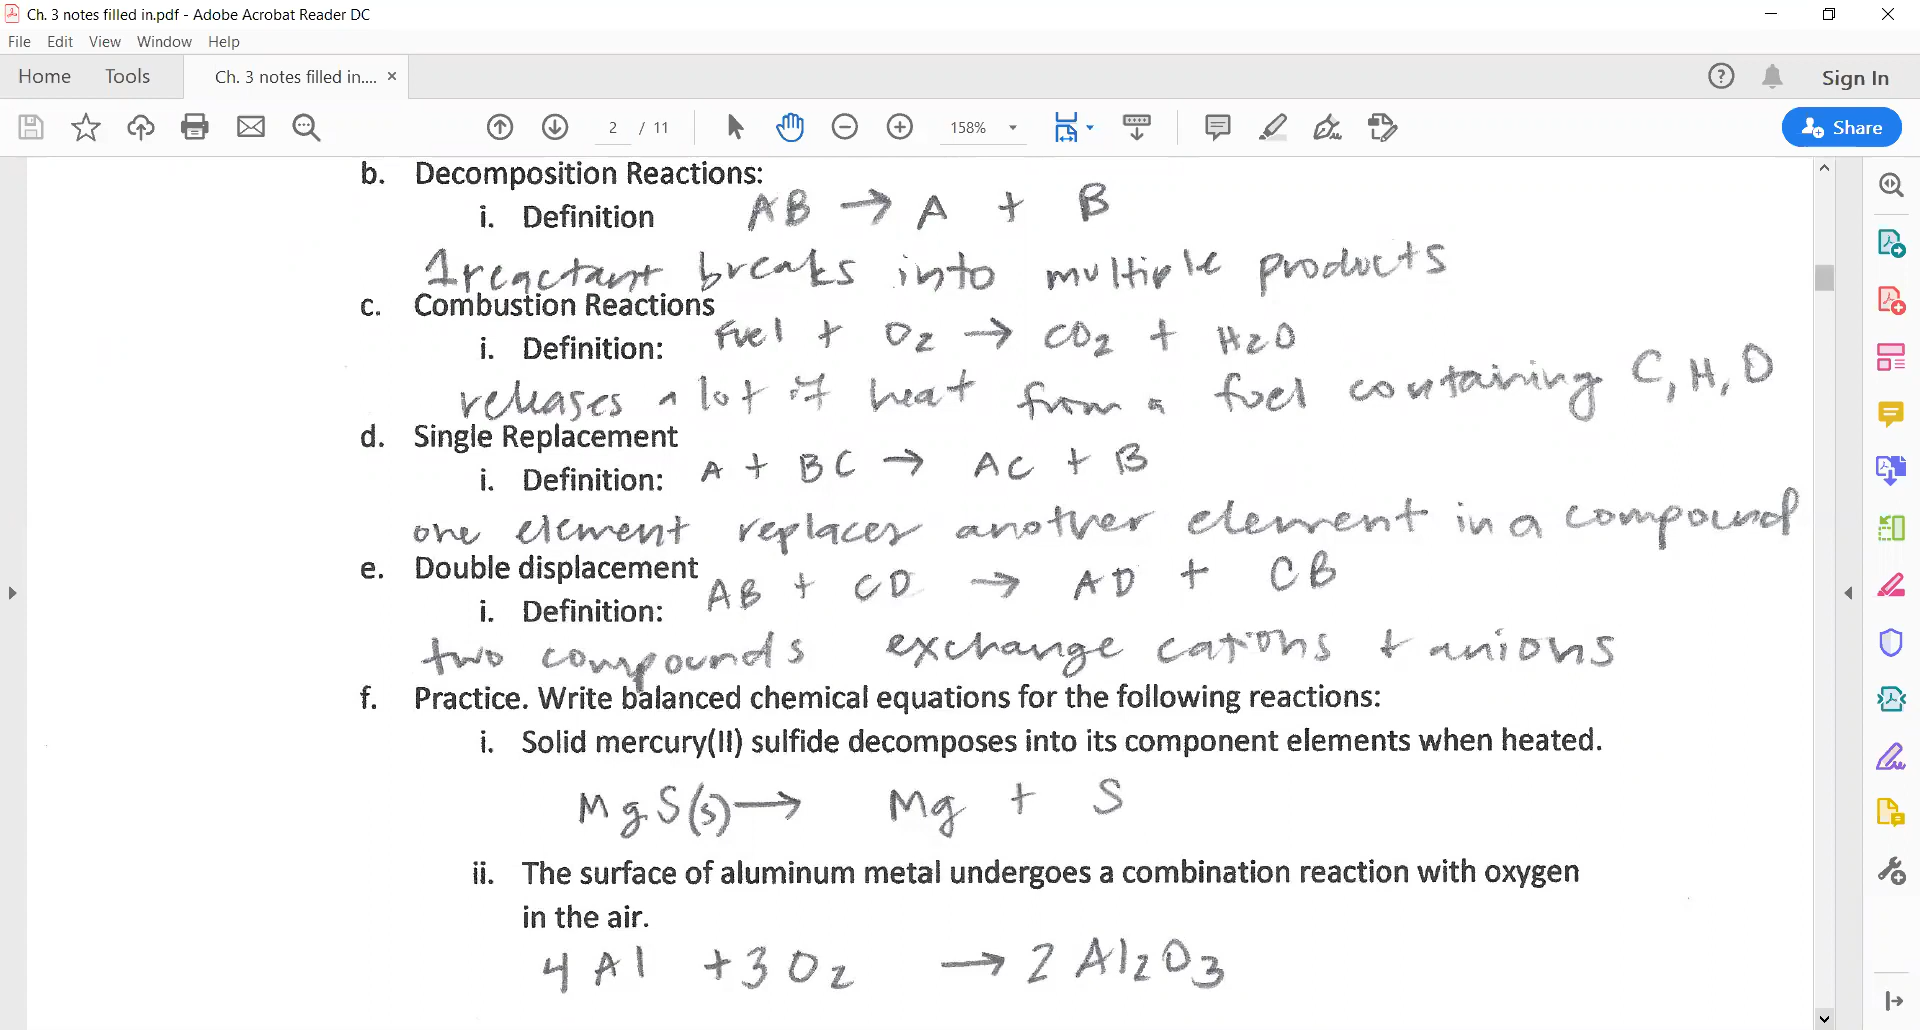 Ch. 3 notes filled in.pdf - Adobe Acrobat Reader DC
File Edit View Window Help
Home Tools Ch. 3 notes filled in.... × ? Sign In
2 / 11 158% Share
b. Decomposition Reactions:
i. Definition AB → A + B
1 reactant breaks into multiple products
c. Combustion Reactions
i. Definition: Fuel + O2 → CO2 + H2O
releases a lot of heat from a fuel containing C, H, O
d. Single Replacement
i. Definition: A + BC → AC + B
one element replaces another element in a compound
e. Double displacement
i. Definition: AB + CD → AD + CB
two compounds exchange cations + anions
f. Practice. Write balanced chemical equations for the following reactions:
i. Solid mercury(II) sulfide decomposes into its component elements when heated.
MgS(s) → Mg + S
ii. The surface of aluminum metal undergoes a combination reaction with oxygen
in the air.
4 Al + 3 O2 → 2 Al2O3